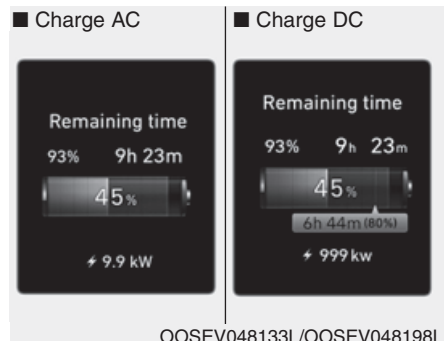 ■ Charge AC
Remaining time
93% 9h 23m
45%
9.9 kW
■ Charge DC
Remaining time
93% 9h 23m
45%
6h 44m (80%)
999 kw
OOSEV048133L/OOSEV048198L